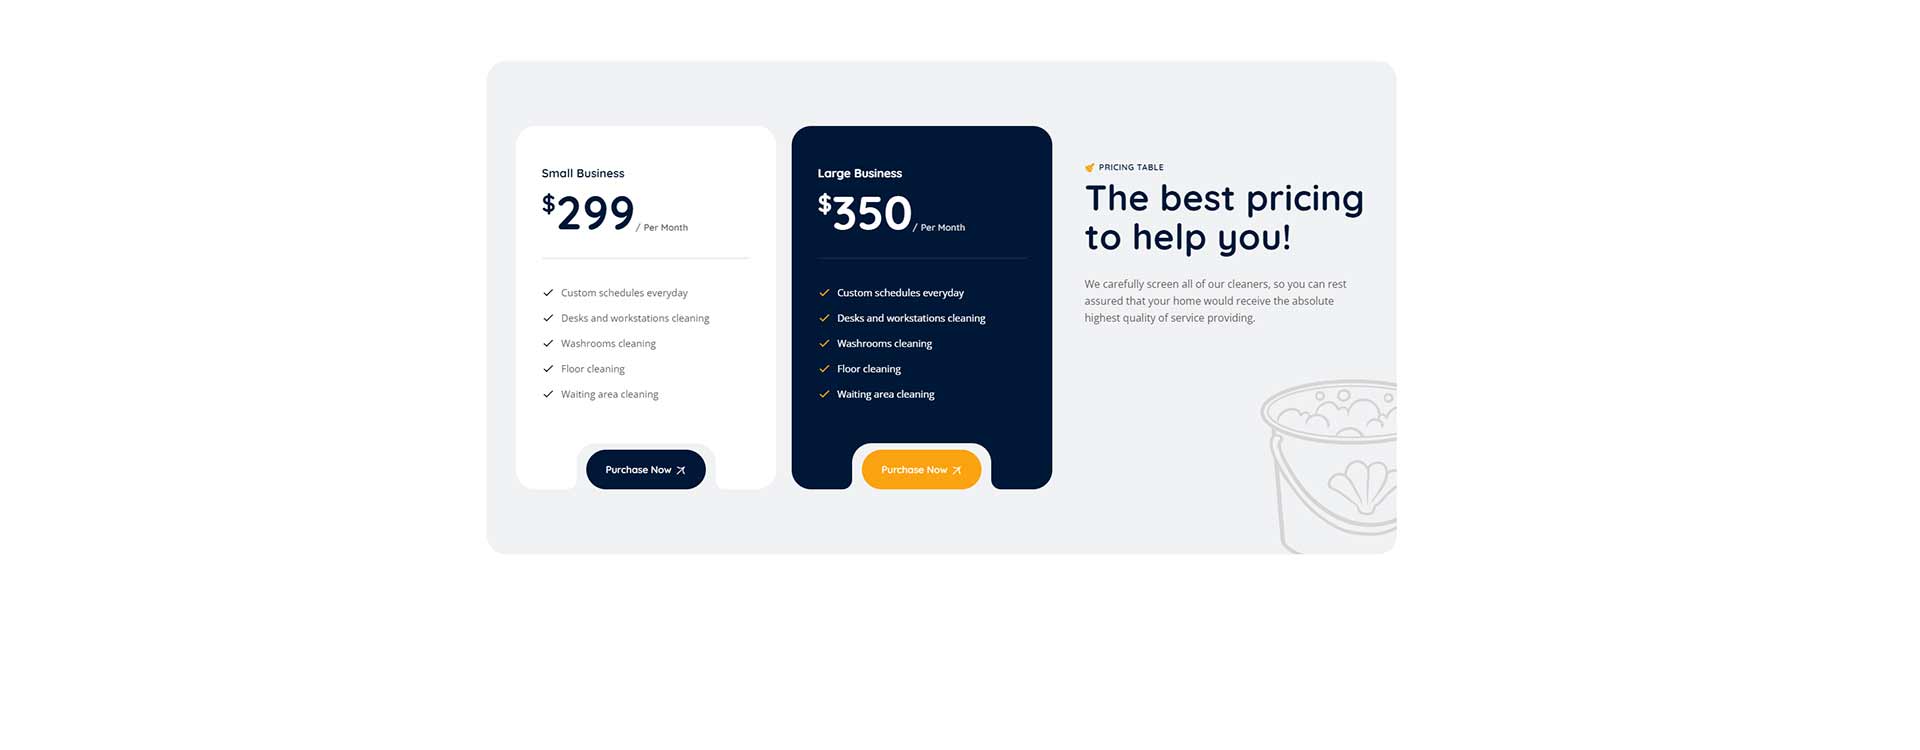 Small Business
$299 / Per Month
Custom schedules everyday
Desks and workstations cleaning
Washrooms cleaning
Floor cleaning
Waiting area cleaning
Purchase Now
Large Business
$350 / Per Month
Custom schedules everyday
Desks and workstations cleaning
Washrooms cleaning
Floor cleaning
Waiting area cleaning
Purchase Now
PRICING TABLE
The best pricing
to help you!
We carefully screen all of our cleaners, so you can rest
assured that your home would receive the absolute
highest quality of service providing.